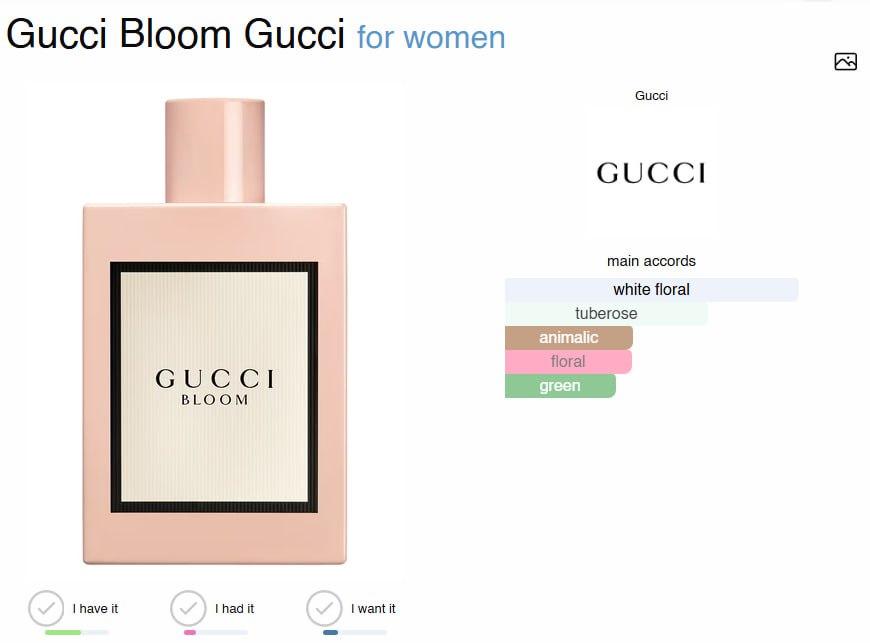 Gucci Bloom Gucci for women
Gucci
GUCCI
main accords
white floral
tuberose
animalic
floral
green
GUCCI
BLOOM
I have it
I had it
I want it